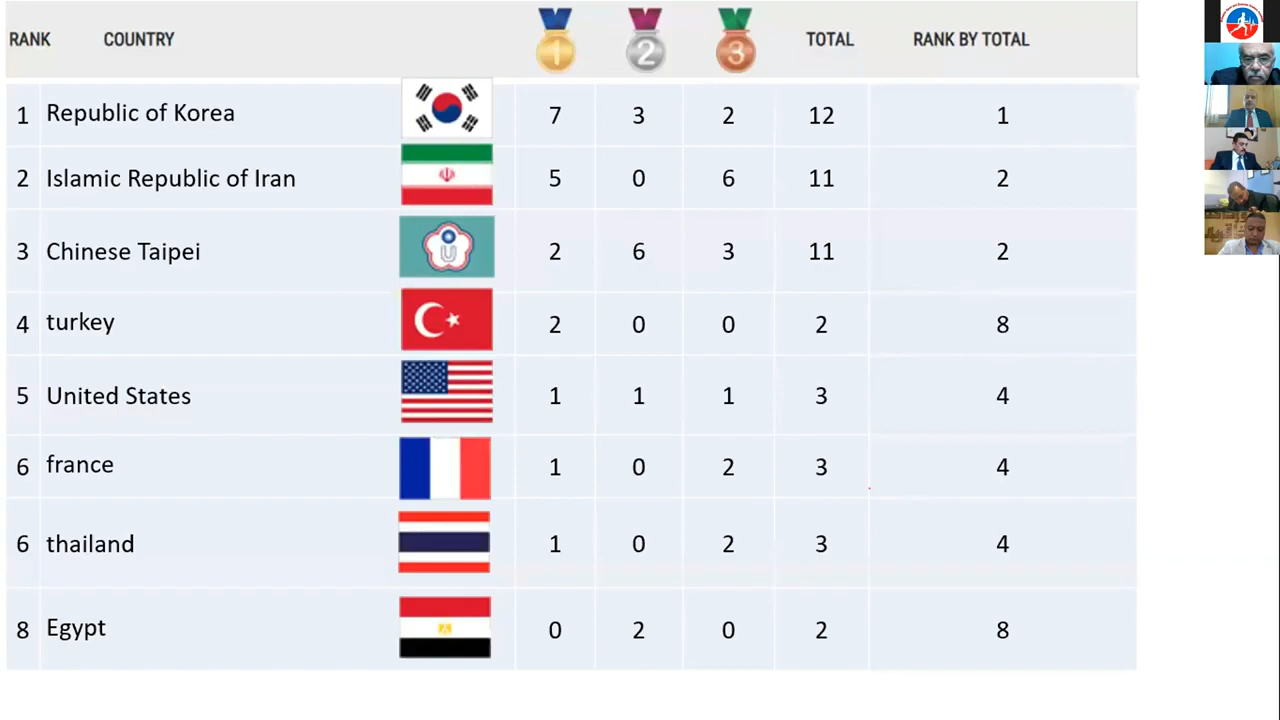 RANK COUNTRY 1 2 3 TOTAL RANK BY TOTAL
1 Republic of Korea 7 3 2 12 1
2 Islamic Republic of Iran 5 0 6 11 2
3 Chinese Taipei 2 6 3 11 2
4 turkey 2 0 0 2 8
5 United States 1 1 1 3 4
6 france 1 0 2 3 4
6 thailand 1 0 2 3 4
8 Egypt 0 2 0 2 8